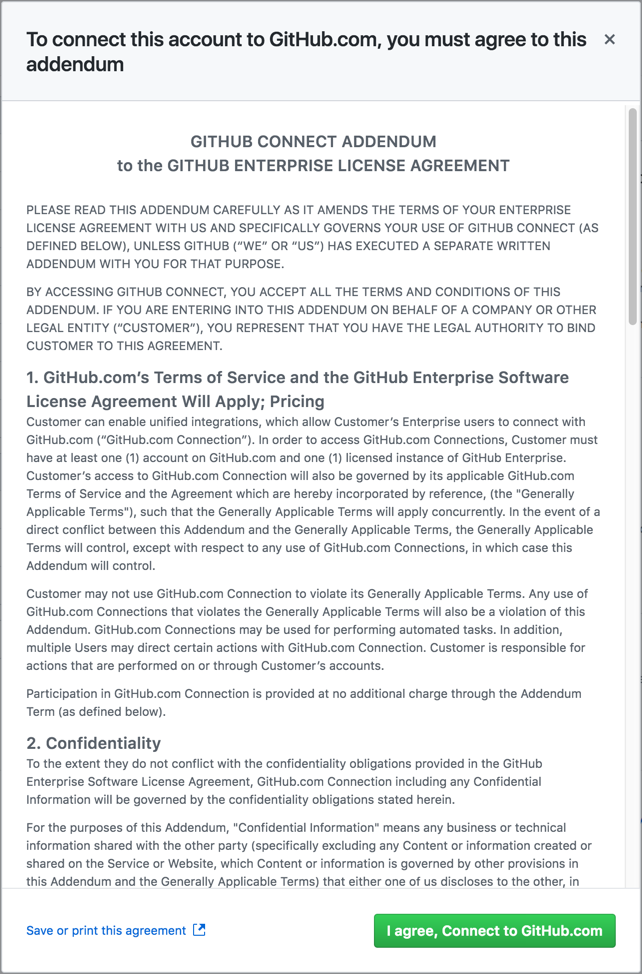 To connect this account to GitHub.com, you must agree to this
addendum
GITHUB CONNECT ADDENDUM
to the GITHUB ENTERPRISE LICENSE AGREEMENT
PLEASE READ THIS ADDENDUM CAREFULLY AS IT AMENDS THE TERMS OF YOUR ENTERPRISE
LICENSE AGREEMENT WITH US AND SPECIFICALLY GOVERNS YOUR USE OF GITHUB CONNECT (AS
DEFINED BELOW), UNLESS GITHUB (“WE” OR “US”) HAS EXECUTED A SEPARATE WRITTEN
ADDENDUM WITH YOU FOR THAT PURPOSE.
BY ACCESSING GITHUB CONNECT, YOU ACCEPT ALL THE TERMS AND CONDITIONS OF THIS
ADDENDUM. IF YOU ARE ENTERING INTO THIS ADDENDUM ON BEHALF OF A COMPANY OR OTHER
LEGAL ENTITY (“CUSTOMER”), YOU REPRESENT THAT YOU HAVE THE LEGAL AUTHORITY TO BIND
CUSTOMER TO THIS AGREEMENT.
1. GitHub.com’s Terms of Service and the GitHub Enterprise Software
License Agreement Will Apply; Pricing
Customer can enable unified integrations, which allow Customer’s Enterprise users to connect with
GitHub.com (“GitHub.com Connection”). In order to access GitHub.com Connections, Customer must
have at least one (1) account on GitHub.com and one (1) licensed instance of GitHub Enterprise.
Customer’s access to GitHub.com Connection will also be governed by its applicable GitHub.com
Terms of Service and the Agreement which are hereby incorporated by reference, (the "Generally
Applicable Terms"), such that the Generally Applicable Terms will apply concurrently. In the event of a
direct conflict between this Addendum and the Generally Applicable Terms, the Generally Applicable
Terms will control, except with respect to any use of GitHub.com Connections, in which case this
Addendum will control.
Customer may not use GitHub.com Connection to violate its Generally Applicable Terms. Any use of
GitHub.com Connections that violates the Generally Applicable Terms will also be a violation of this
Addendum. GitHub.com Connections may be used for performing automated tasks. In addition,
multiple Users may direct certain actions with GitHub.com Connection. Customer is responsible for
actions that are performed on or through Customer’s accounts.
Participation in GitHub.com Connection is provided at no additional charge through the Addendum
Term (as defined below).
2. Confidentiality
To the extent they do not conflict with the confidentiality obligations provided in the GitHub
Enterprise Software License Agreement, GitHub.com Connection including any Confidential
Information will be governed by the confidentiality obligations stated herein.
For the purposes of this Addendum, "Confidential Information" means any business or technical
information shared with the other party (specifically excluding any Content or information created or
shared on the Service or Website, which Content or information is governed by other provisions in
this Addendum and the Generally Applicable Terms) that either one of us discloses to the other, in
Save or print this agreement
I agree, Connect to GitHub.com